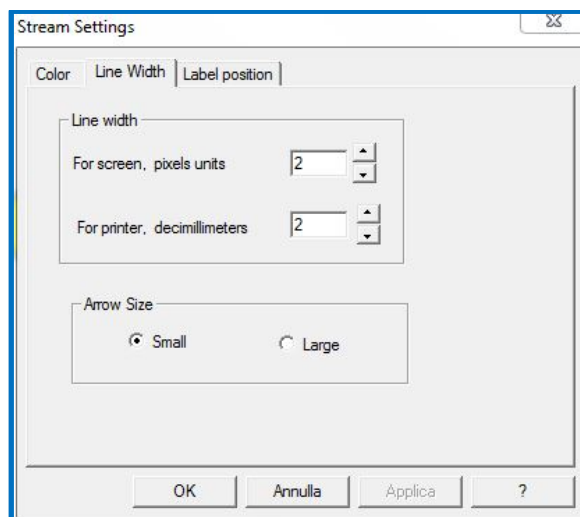 Stream Settings
Color Line Width Label position
Line width
For screen, pixels units 2
For printer, decimillimeters 2
Arrow Size
Small Large
OK Annulla Applica ?